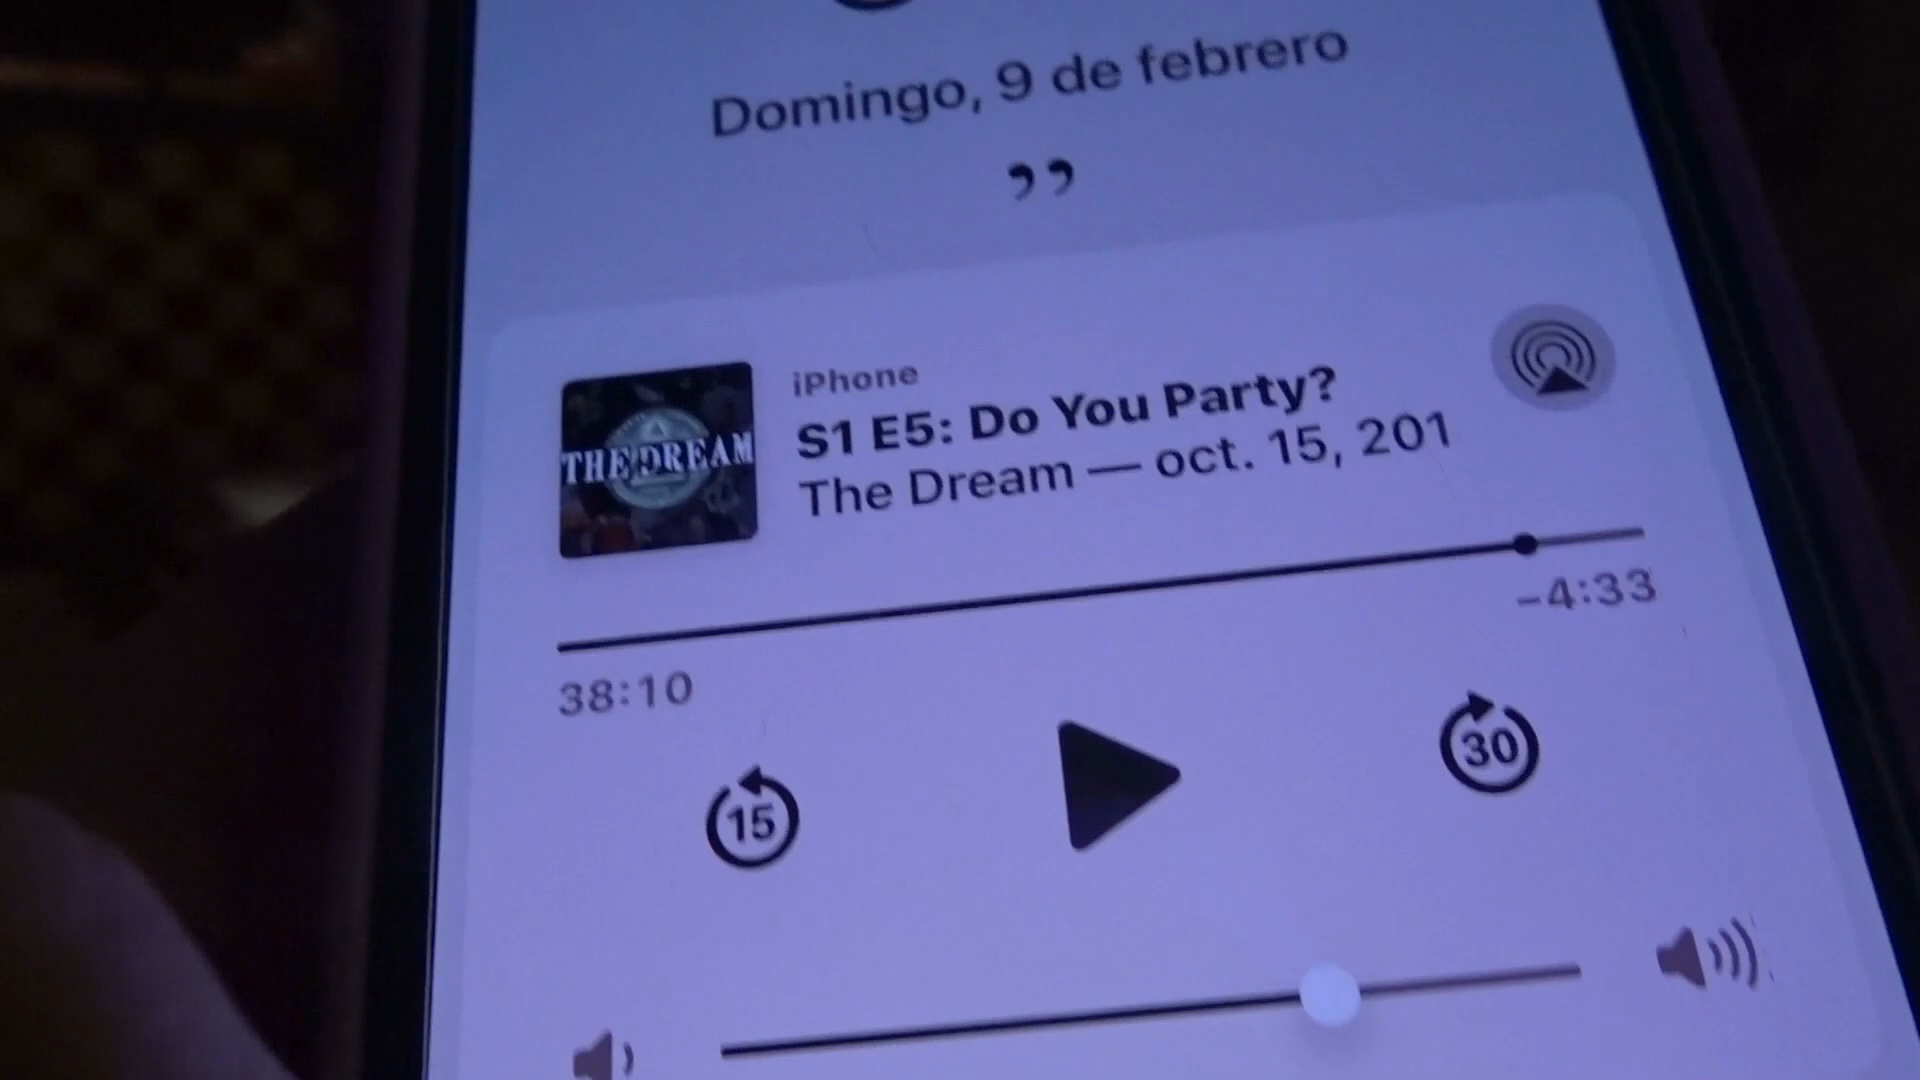 Domingo, 9 de febrero
”
iPhone
S1 E5: Do You Party?
The Dream — oct. 15, 201
THE DREAM
38:10
-4:33
15
30